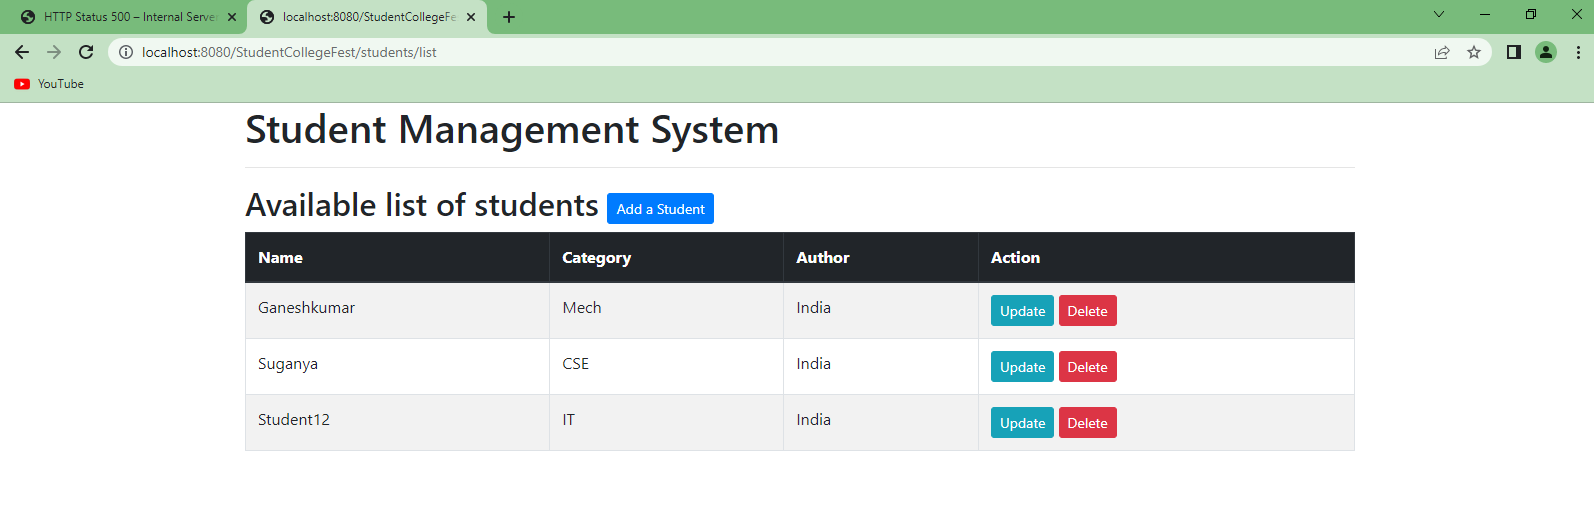 HTTP Status 500 – Internal Server
localhost:8080/StudentCollegeFe
localhost:8080/StudentCollegeFest/students/list
YouTube
Student Management System
Available list of students Add a Student
Name Category Author Action
Ganeshkumar Mech India Update Delete
Suganya CSE India Update Delete
Student12 IT India Update Delete